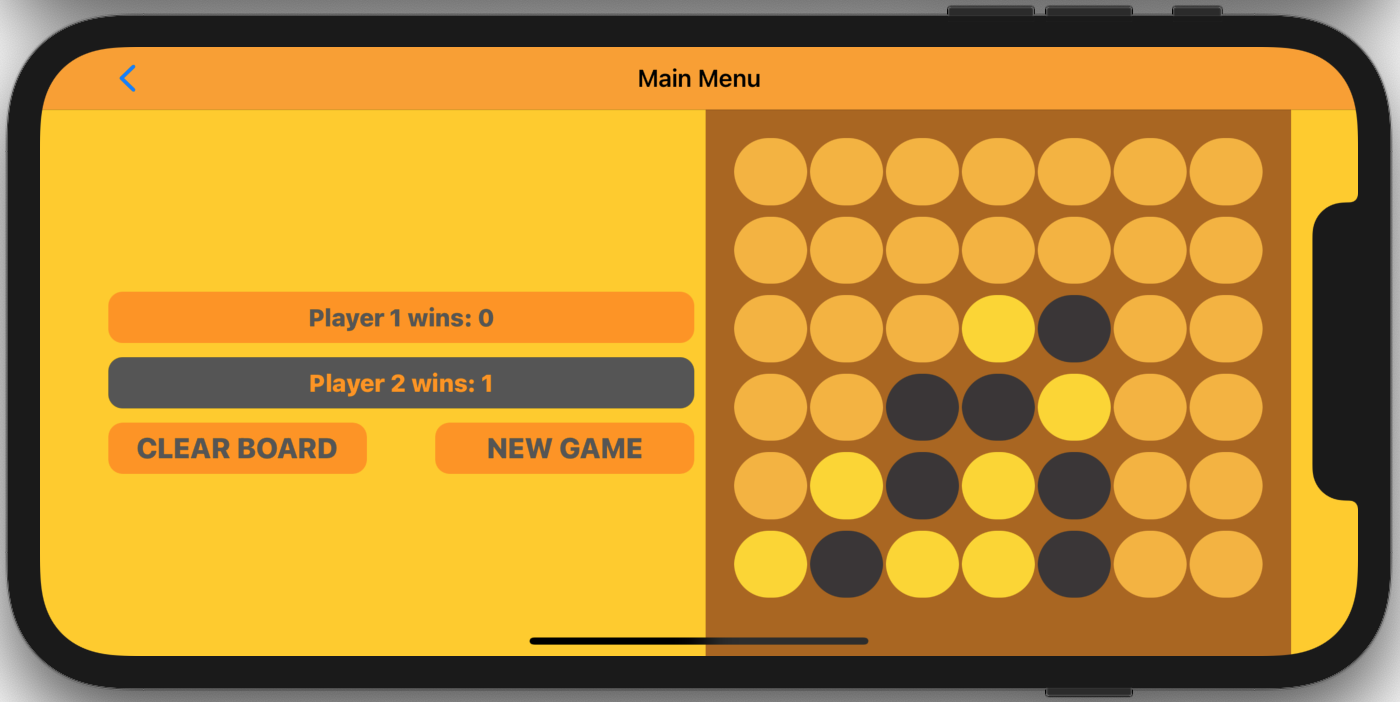 Main Menu
Player 1 wins: 0
Player 2 wins: 1
CLEAR BOARD
NEW GAME